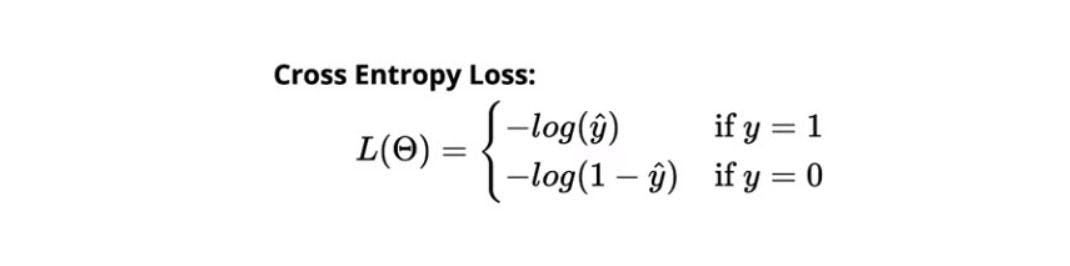 Cross Entropy Loss:
L(Θ) = { −log(ŷ) if y = 1
−log(1 − ŷ) if y = 0